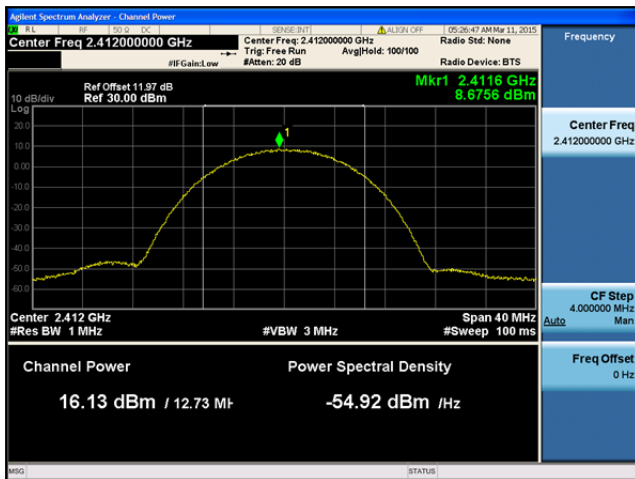 Agilent Spectrum Analyzer - Channel Power
RL RF 50 Ω DC SENSE:INT ALIGN OFF 05:26:47 AM Mar 11, 2015
Center Freq 2.412000000 GHz
Center Freq: 2.412000000 GHz
Radio Std: None
Trig: Free Run Avg|Hold: 100/100
#IFGain:Low #Atten: 20 dB Radio Device: BTS
Frequency
Mkr1 2.4116 GHz
8.6756 dBm
Ref Offset 11.97 dB
10 dB/div Ref 30.00 dBm
Log
20.0
10.0
0.00
-10.0
-20.0
-30.0
-40.0
-50.0
-60.0
1
Center 2.412 GHz Span 40 MHz
#Res BW 1 MHz #VBW 3 MHz #Sweep 100 ms
Channel Power Power Spectral Density
16.13 dBm / 12.73 MH -54.92 dBm /Hz
Center Freq
2.412000000 GHz
CF Step
4.000000 MHz
Auto Man
Freq Offset
0 Hz
MSG STATUS